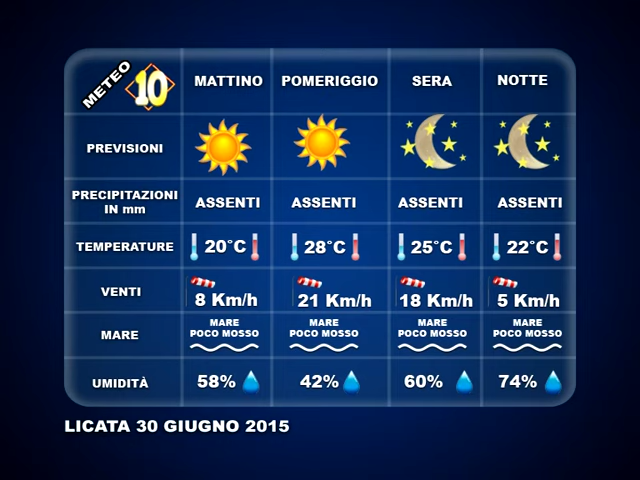 METEO 10 MATTINO POMERIGGIO SERA NOTTE
PREVISIONI
PRECIPITAZIONI
IN mm ASSENTI ASSENTI ASSENTI ASSENTI
TEMPERATURE 20°C 28°C 25°C 22°C
VENTI 8 Km/h 21 Km/h 18 Km/h 5 Km/h
MARE MARE MARE MARE MARE
POCO MOSSO POCO MOSSO POCO MOSSO POCO MOSSO
UMIDITÀ 58% 42% 60% 74%
LICATA 30 GIUGNO 2015